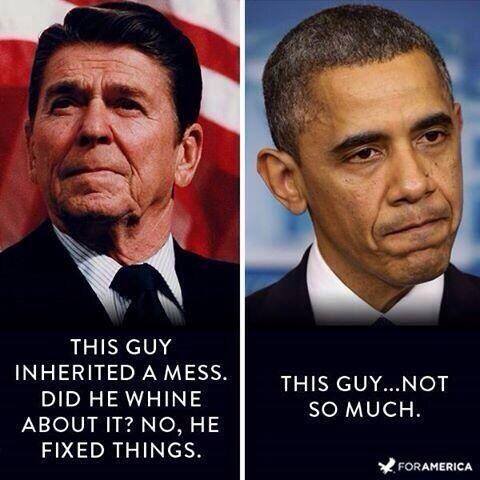 THIS GUY
INHERITED A MESS.
DID HE WHINE
ABOUT IT? NO, HE
FIXED THINGS.
THIS GUY...NOT
SO MUCH.
FORAMERICA